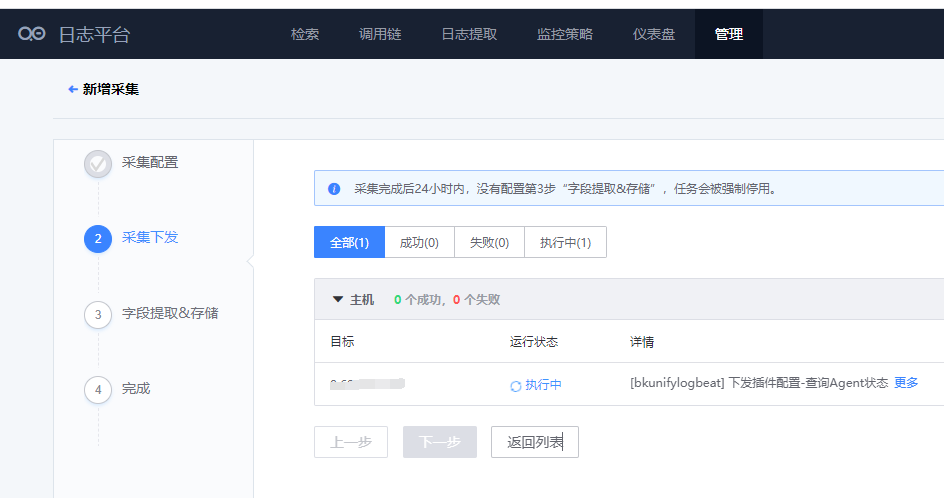 日志平台 检索 调用链 日志提取 监控策略 仪表盘 管理
新增采集
采集配置
2 采集下发
3 字段提取&存储
4 完成
采集完成后24小时内，没有配置第3步“字段提取&存储”，任务会被强制停用。
全部(1) 成功(0) 失败(0) 执行中(1)
主机 0 个成功，0 个失败
目标 运行状态 详情
执行中 [bkunifylogbeat] 下发插件配置-查询Agent状态 更多
上一步 下一步 返回列表